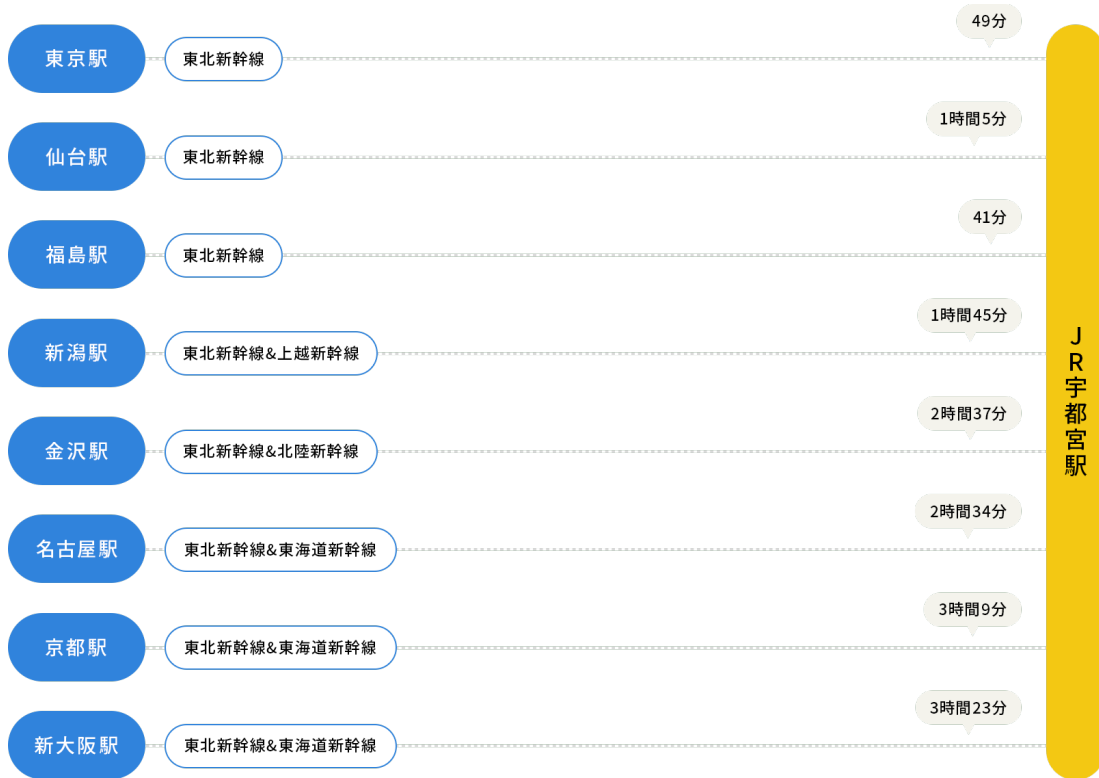 東京駅
東北新幹線
49分
仙台駅
東北新幹線
1時間5分
福島駅
東北新幹線
41分
新潟駅
東北新幹線&上越新幹線
1時間45分
金沢駅
東北新幹線&北陸新幹線
2時間37分
名古屋駅
東北新幹線&東海道新幹線
2時間34分
京都駅
東北新幹線&東海道新幹線
3時間9分
新大阪駅
東北新幹線&東海道新幹線
3時間23分
JR宇都宮駅